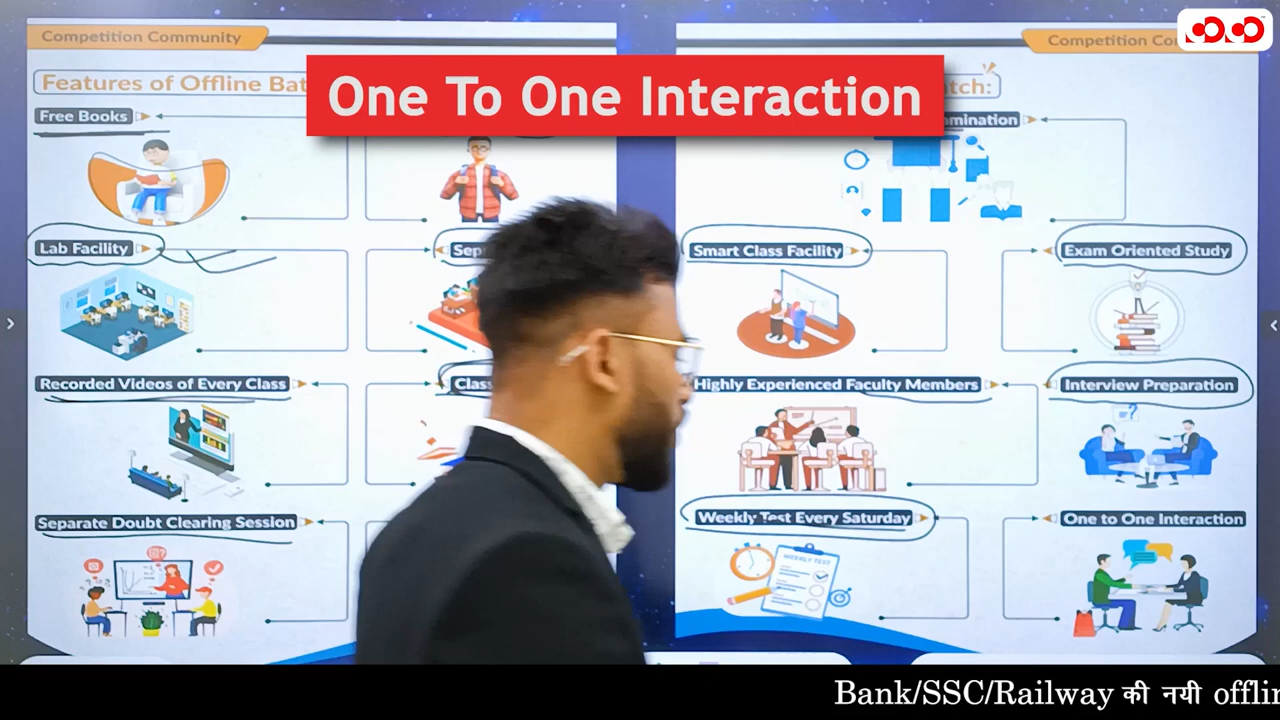 Competition Community
Features of Offline Bat
Free Books
Lab Facility
Recorded Videos of Every Class
Class
Separate Doubt Clearing Session
One To One Interaction
Competition
tch:
mination
Smart Class Facility
Exam Oriented Study
Highly Experienced Faculty Members
Interview Preparation
Weekly Test Every Saturday
WEEKLY TEST
One to One Interaction
Bank/SSC/Railway की नयी offlin